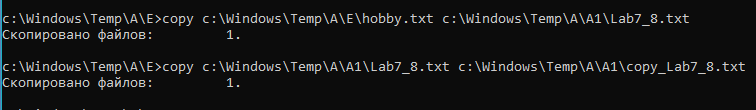 c:\Windows\Temp\A\E>copy c:\Windows\Temp\A\E\hobby.txt c:\Windows\Temp\A\A1\Lab7_8.txt
Скопировано файлов:         1.
c:\Windows\Temp\A\E>copy c:\Windows\Temp\A\A1\Lab7_8.txt c:\Windows\Temp\A\A1\copy_Lab7_8.txt
Скопировано файлов:         1.